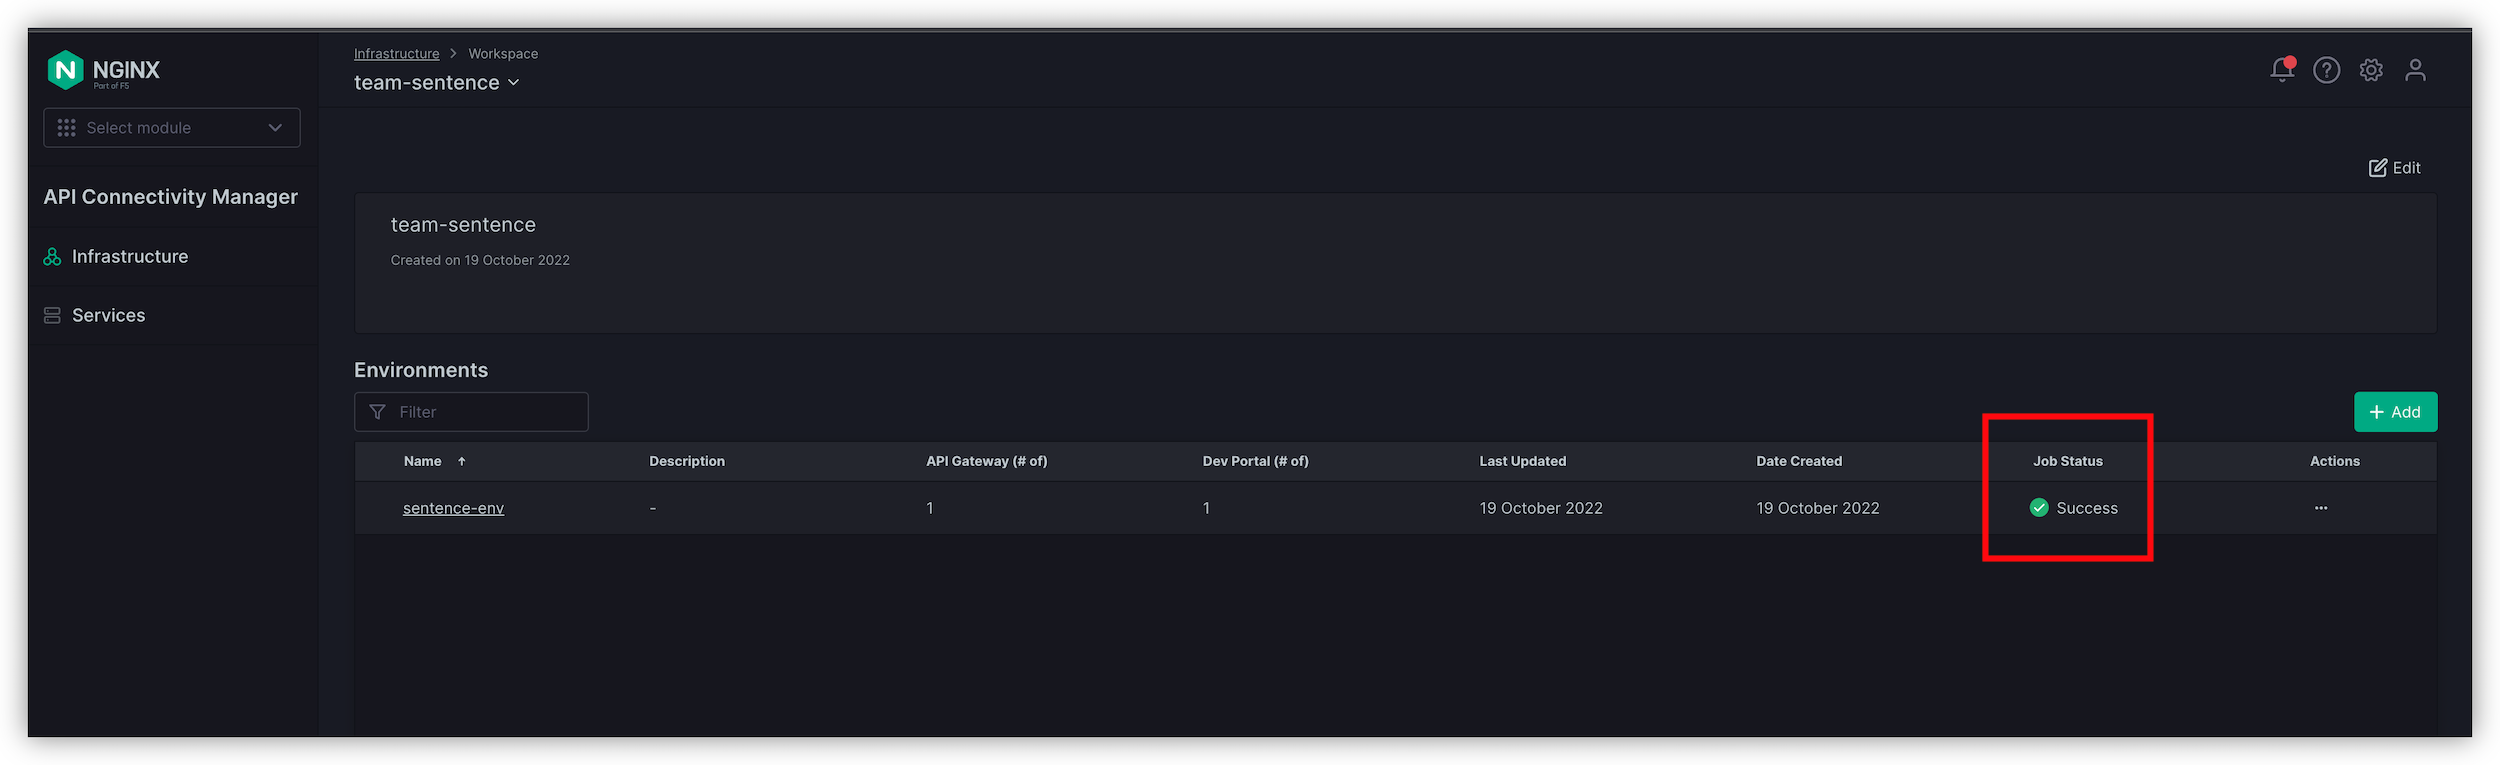 NGINX
Part of F5
Select module
API Connectivity Manager
Infrastructure
Services
Infrastructure > Workspace
team-sentence
Edit
team-sentence
Created on 19 October 2022
Environments
Filter
+ Add
Name ↑ Description API Gateway (# of) Dev Portal (# of) Last Updated Date Created Job Status Actions
sentence-env - 1 1 19 October 2022 19 October 2022 Success ...